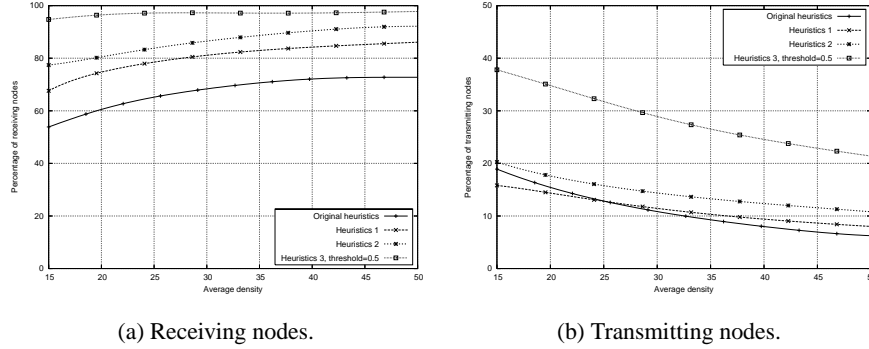 100
80
60
40
20
0
15 20 25 30 35 40 45 50
Percentage of receiving nodes
Average density
Original heuristics
Heuristics 1
Heuristics 2
Heuristics 3, threshold=0.5
(a) Receiving nodes.
50
40
30
20
10
0
15 20 25 30 35 40 45 50
Percentage of transmitting nodes
Average density
Original heuristics
Heuristics 1
Heuristics 2
Heuristics 3, threshold=0.5
(b) Transmitting nodes.